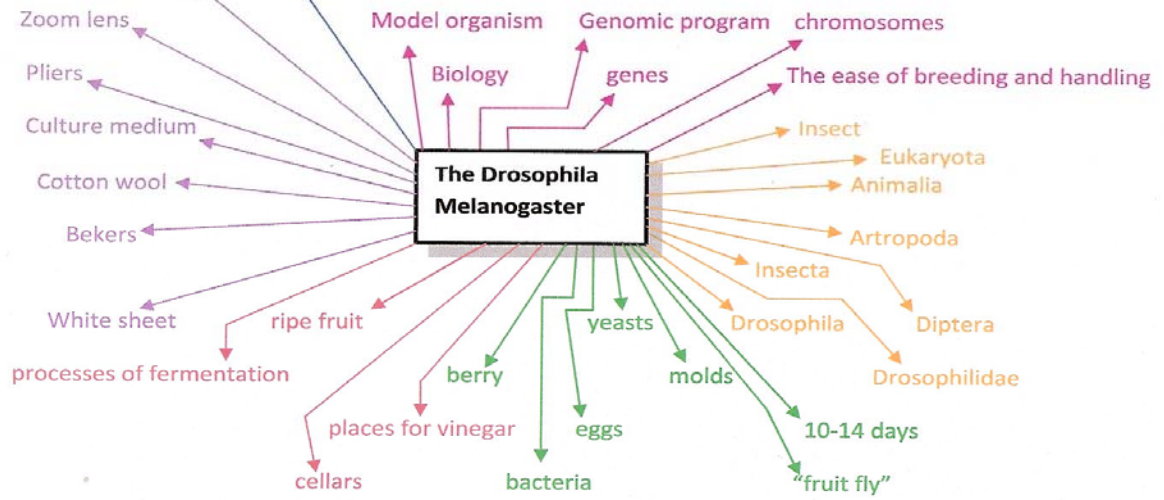 Zoom lens
Model organism
Genomic program
chromosomes
Pliers
Biology
genes
The ease of breeding and handling
Culture medium
Insect
Eukaryota
Cotton wool
The Drosophila
Melanogaster
Animalia
Bekers
Artropoda
Insecta
White sheet
ripe fruit
yeasts
Drosophila
Diptera
processes of fermentation
berry
molds
Drosophilidae
places for vinegar
eggs
10-14 days
cellars
bacteria
“fruit fly”